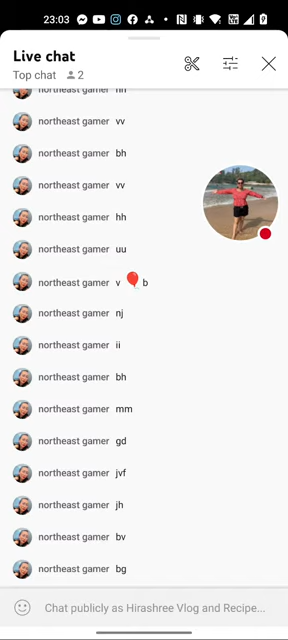 23:03
Live chat
Top chat 2
northeast gamer hh
northeast gamer vv
northeast gamer bh
northeast gamer vv
northeast gamer hh
northeast gamer uu
northeast gamer v 🎈 b
northeast gamer nj
northeast gamer ii
northeast gamer bh
northeast gamer mm
northeast gamer gd
northeast gamer jvf
northeast gamer jh
northeast gamer bv
northeast gamer bg
Chat publicly as Hirashree Vlog and Recipe...